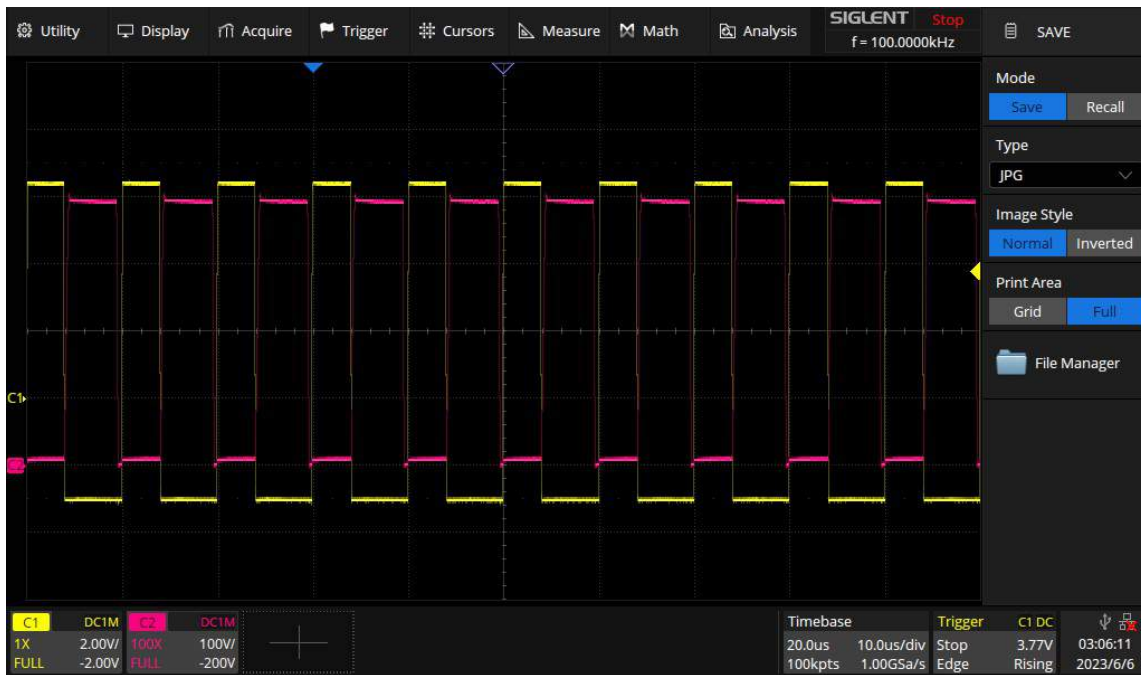 Utility Display Acquire Trigger Cursors Measure Math Analysis
SIGLENT Stop
f = 100.0000kHz
SAVE
Mode
Save Recall
Type
JPG
Image Style
Normal Inverted
Print Area
Grid Full
File Manager
C1
C2
C1 DC1M
1X 2.00V/
FULL -2.00V
C2 DC1M
100X 100V/
FULL -200V
Timebase
20.0us 10.0us/div
100kpts 1.00GSa/s
Trigger C1 DC
Stop 3.77V
Edge Rising
03:06:11
2023/6/6